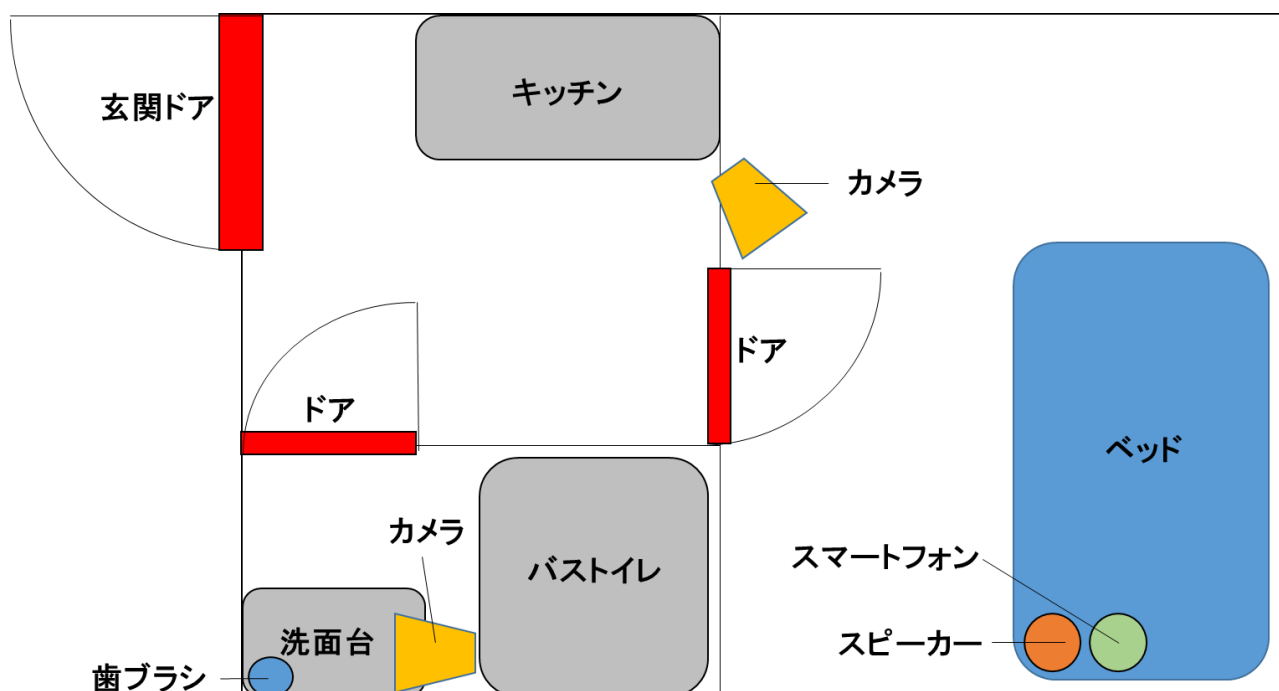 キッチン
玄関ドア
カメラ
ドア
ドア
ベッド
カメラ
バストイレ
スマートフォン
洗面台
スピーカー
歯ブラシ